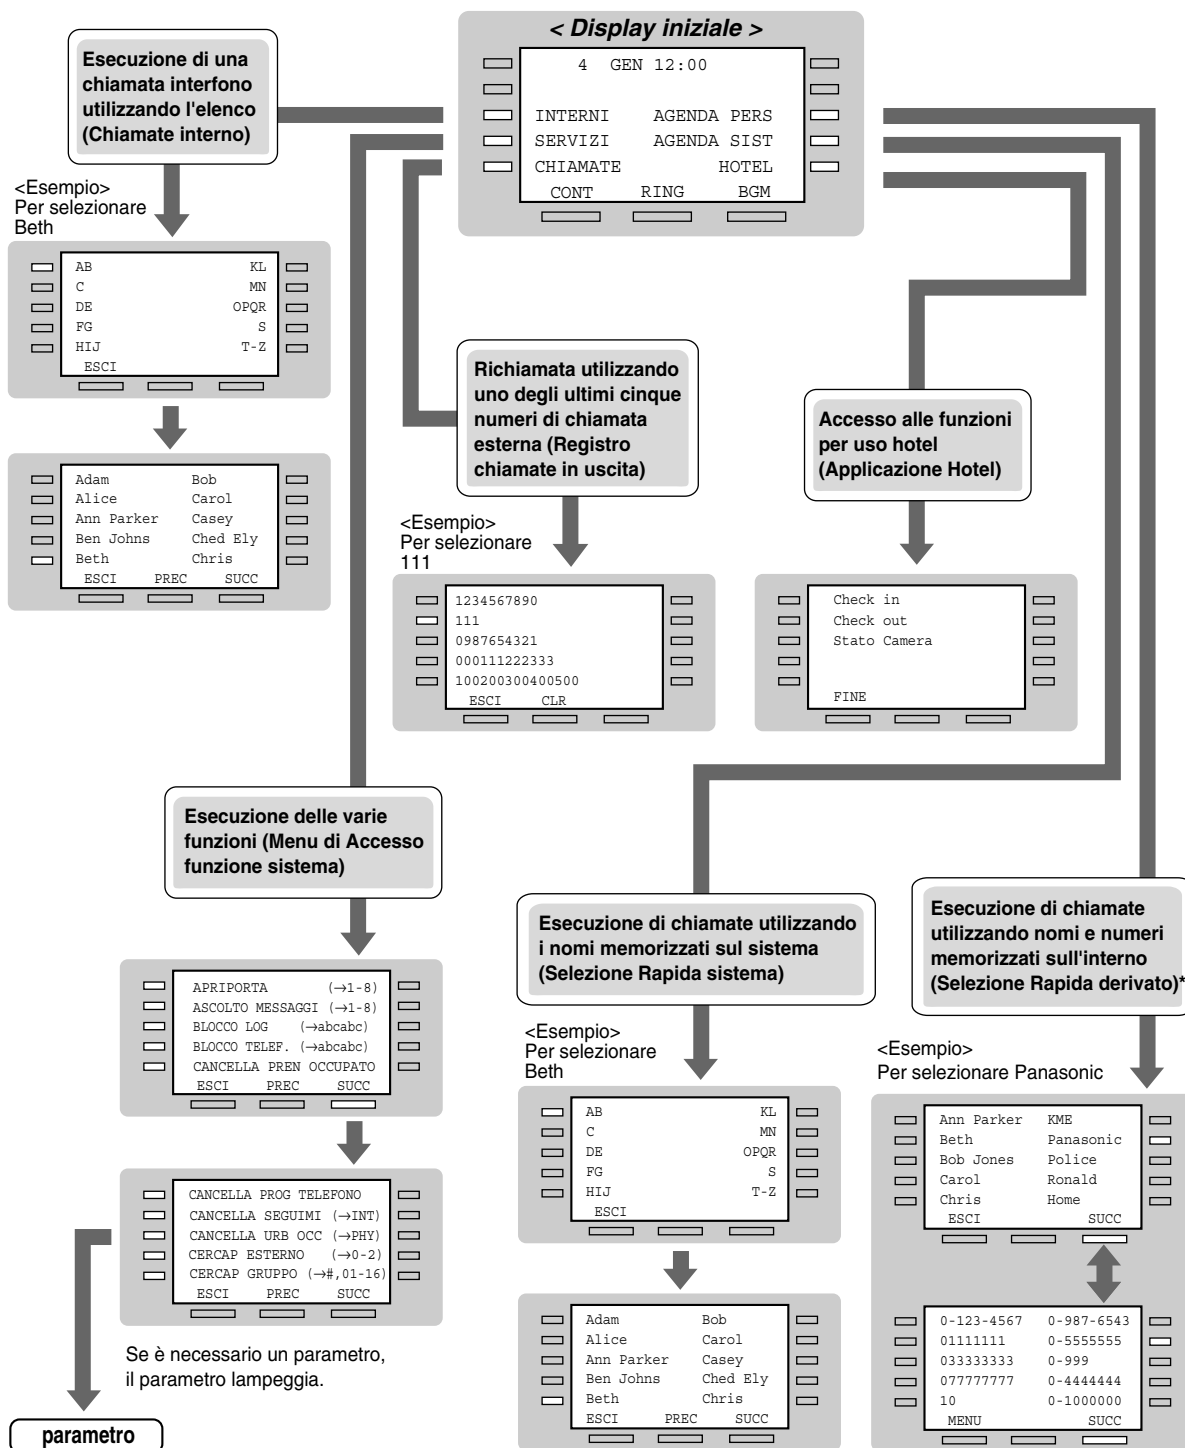 < Display iniziale >
4 GEN 12:00
INTERNI AGENDA PERS
SERVIZI AGENDA SIST
CHIAMATE HOTEL
CONT RING BGM
Esecuzione di una
chiamata interfono
utilizzando l'elenco
(Chiamate interno)
<Esempio>
Per selezionare
Beth
AB KL
C MN
DE OPQR
FG S
HIJ T-Z
ESCI
Adam Bob
Alice Carol
Ann Parker Casey
Ben Johns Ched Ely
Beth Chris
ESCI PREC SUCC
Richiamata utilizzando
uno degli ultimi cinque
numeri di chiamata
esterna (Registro
chiamate in uscita)
<Esempio>
Per selezionare
111
1234567890
111
0987654321
000111222333
100200300400500
ESCI CLR
Accesso alle funzioni
per uso hotel
(Applicazione Hotel)
Check in
Check out
Stato Camera
FINE
Esecuzione delle varie
funzioni (Menu di Accesso
funzione sistema)
APRIPORTA (→1-8)
ASCOLTO MESSAGGI (→1-8)
BLOCCO LOG (→abcabc)
BLOCCO TELEF. (→abcabc)
CANCELLA PREN OCCUPATO
ESCI PREC SUCC
CANCELLA PROG TELEFONO
CANCELLA SEGUIMI (→INT)
CANCELLA URB OCC (→PHY)
CERCAP ESTERNO (→0-2)
CERCAP GRUPPO (→#,01-16)
ESCI PREC SUCC
Se è necessario un parametro,
il parametro lampeggia.
parametro
Esecuzione di chiamate utilizzando
i nomi memorizzati sul sistema
(Selezione Rapida sistema)
<Esempio>
Per selezionare
Beth
AB KL
C MN
DE OPQR
FG S
HIJ T-Z
ESCI
Adam Bob
Alice Carol
Ann Parker Casey
Ben Johns Ched Ely
Beth Chris
ESCI PREC SUCC
Esecuzione di chiamate
utilizzando nomi e numeri
memorizzati sull'interno
(Selezione Rapida derivato)*
<Esempio>
Per selezionare Panasonic
Ann Parker KME
Beth Panasonic
Bob Jones Police
Carol Ronald
Chris Home
ESCI SUCC
0-123-4567 0-987-6543
01111111 0-5555555
033333333 0-999
077777777 0-4444444
10 0-1000000
MENU SUCC